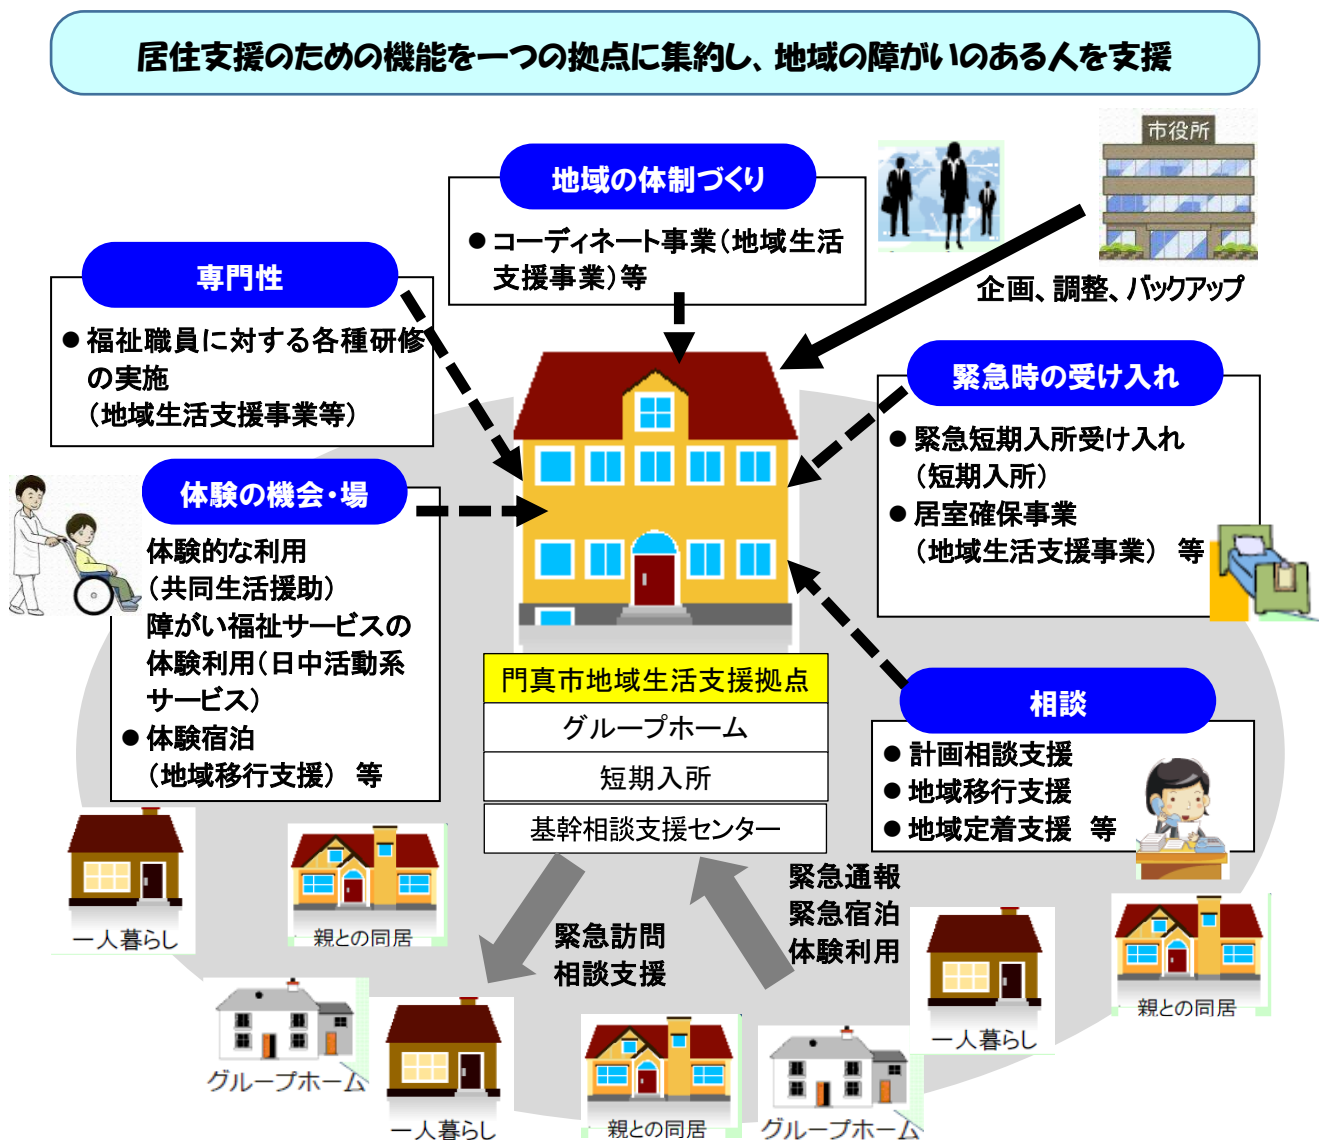 居住支援のための機能を一つの拠点に集約し、地域の障がいのある人を支援
市役所
企画、調整、バックアップ
地域の体制づくり
●コーディネート事業（地域生活
支援事業）等
専門性
●福祉職員に対する各種研修
の実施
（地域生活支援事業等）
緊急時の受け入れ
●緊急短期入所受け入れ
（短期入所）
●居室確保事業
（地域生活支援事業） 等
体験の機会・場
体験的な利用
（共同生活援助）
障がい福祉サービスの
体験利用（日中活動系
サービス）
●体験宿泊
（地域移行支援） 等
門真市地域生活支援拠点
グループホーム
短期入所
基幹相談支援センター
相談
●計画相談支援
●地域移行支援
●地域定着支援 等
緊急訪問
相談支援
緊急通報
緊急宿泊
体験利用
一人暮らし
親との同居
グループホーム
一人暮らし
親との同居
グループホーム
一人暮らし
親との同居